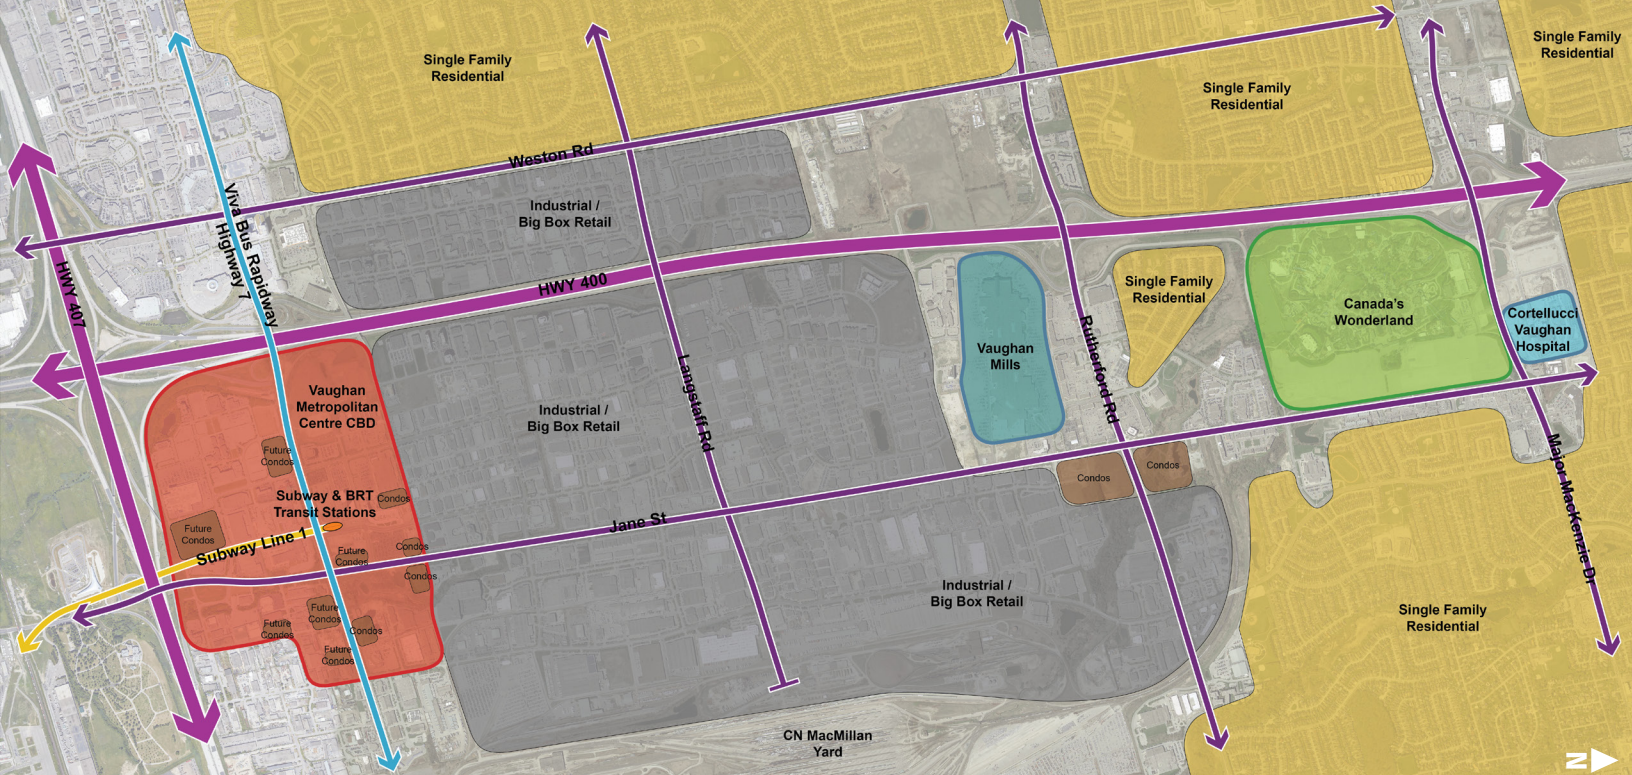 Single Family
Residential
Single Family
Residential
Single Family
Residential
Weston Rd
Industrial /
Big Box Retail
Viva Bus Rapidway
Highway 7
HWY 407
HWY 400
Single Family
Residential
Canada's
Wonderland
Cortellucci
Vaughan
Hospital
Vaughan
Mills
Rutherford Rd
Langstaff Rd
Vaughan
Metropolitan
Centre CBD
Industrial /
Big Box Retail
Future
Condos
Subway & BRT
Transit Stations
Condos
Condos
Condos
Major MacKenzie Dr
Future
Condos
Subway Line 1
Jane St
Future
Condos
Condos
Condos
Industrial /
Big Box Retail
Single Family
Residential
Future
Condos
Future
Condos
Condos
Future
Condos
CN MacMillan
Yard
N